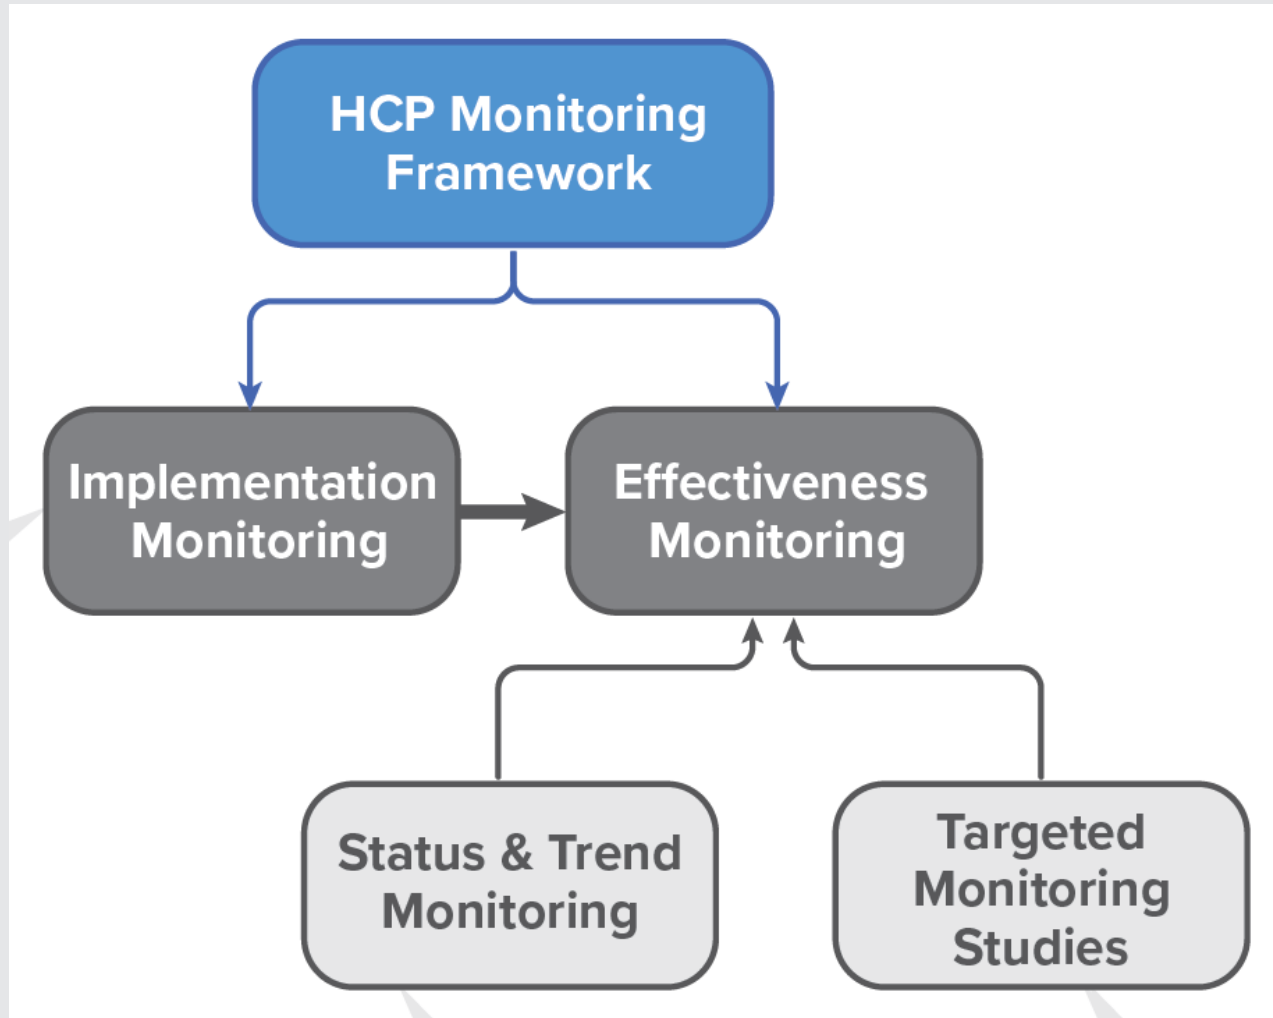 HCP Monitoring
Framework
Implementation
Monitoring
Effectiveness
Monitoring
Status & Trend
Monitoring
Targeted
Monitoring
Studies